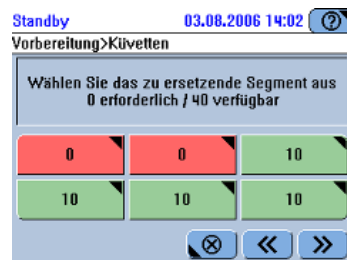 Standby 03.08.2006 14:02 ?
Vorbereitung>Küvetten
Wählen Sie das zu ersetzende Segment aus
0 erforderlich / 40 verfügbar
0 0 10
10 10 10